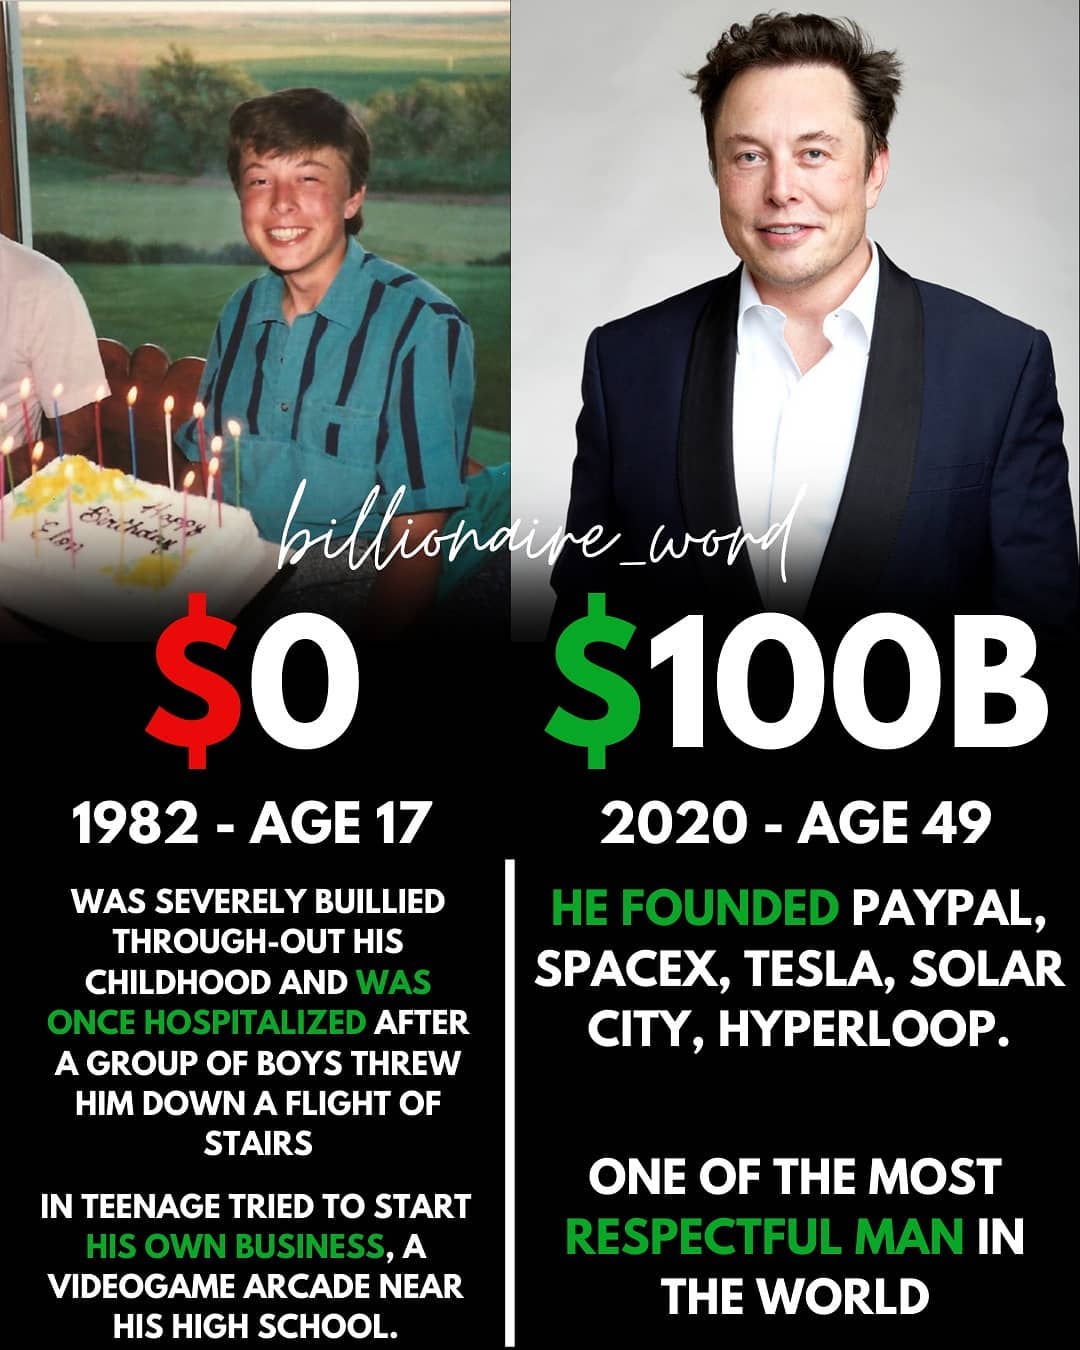 Happy
Birthday
Elon
billionaire_word
$0
1982 - AGE 17
WAS SEVERELY BUILLIED
THROUGH-OUT HIS
CHILDHOOD AND WAS
ONCE HOSPITALIZED AFTER
A GROUP OF BOYS THREW
HIM DOWN A FLIGHT OF
STAIRS
IN TEENAGE TRIED TO START
HIS OWN BUSINESS, A
VIDEOGAME ARCADE NEAR
HIS HIGH SCHOOL.
$100B
2020 - AGE 49
HE FOUNDED PAYPAL,
SPACEX, TESLA, SOLAR
CITY, HYPERLOOP.
ONE OF THE MOST
RESPECTFUL MAN IN
THE WORLD